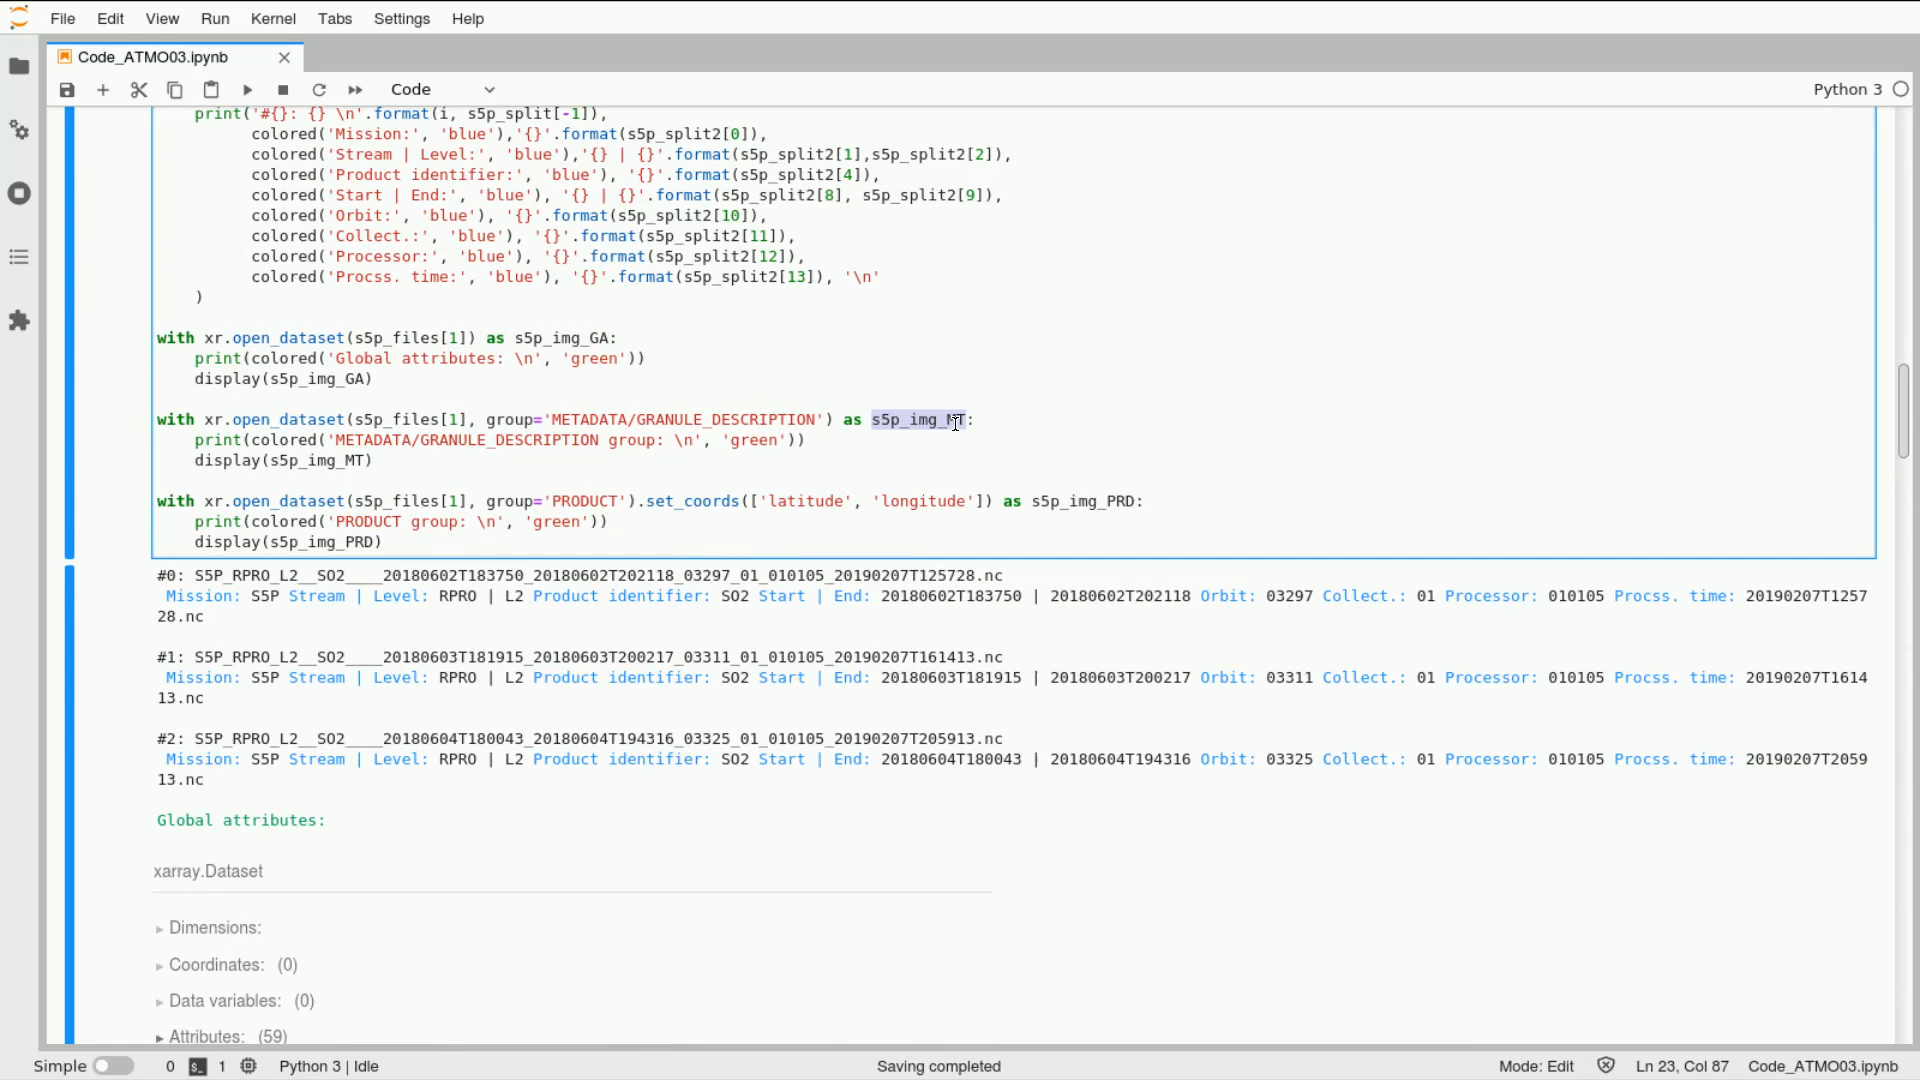 File Edit View Run Kernel Tabs Settings Help
Code_ATMO03.ipynb
Code Python 3
print('#{}: {} \n'.format(i, s5p_split[-1]),
colored('Mission:', 'blue'),'{}'.format(s5p_split2[0]),
colored('Stream | Level:', 'blue'),'{} | {}'.format(s5p_split2[1],s5p_split2[2]),
colored('Product identifier:', 'blue'), '{}'.format(s5p_split2[4]),
colored('Start | End:', 'blue'), '{} | {}'.format(s5p_split2[8], s5p_split2[9]),
colored('Orbit:', 'blue'), '{}'.format(s5p_split2[10]),
colored('Collect.:', 'blue'), '{}'.format(s5p_split2[11]),
colored('Processor:', 'blue'), '{}'.format(s5p_split2[12]),
colored('Procss. time:', 'blue'), '{}'.format(s5p_split2[13]), '\n'
)
with xr.open_dataset(s5p_files[1]) as s5p_img_GA:
print(colored('Global attributes: \n', 'green'))
display(s5p_img_GA)
with xr.open_dataset(s5p_files[1], group='METADATA/GRANULE_DESCRIPTION') as s5p_img_MT:
print(colored('METADATA/GRANULE_DESCRIPTION group: \n', 'green'))
display(s5p_img_MT)
with xr.open_dataset(s5p_files[1], group='PRODUCT').set_coords(['latitude', 'longitude']) as s5p_img_PRD:
print(colored('PRODUCT group: \n', 'green'))
display(s5p_img_PRD)
#0: S5P_RPRO_L2__SO2____20180602T183750_20180602T202118_03297_01_010105_20190207T125728.nc
Mission: S5P Stream | Level: RPRO | L2 Product identifier: SO2 Start | End: 20180602T183750 | 20180602T202118 Orbit: 03297 Collect.: 01 Processor: 010105 Procss. time: 20190207T1257
28.nc
#1: S5P_RPRO_L2__SO2____20180603T181915_20180603T200217_03311_01_010105_20190207T161413.nc
Mission: S5P Stream | Level: RPRO | L2 Product identifier: SO2 Start | End: 20180603T181915 | 20180603T200217 Orbit: 03311 Collect.: 01 Processor: 010105 Procss. time: 20190207T1614
13.nc
#2: S5P_RPRO_L2__SO2____20180604T180043_20180604T194316_03325_01_010105_20190207T205913.nc
Mission: S5P Stream | Level: RPRO | L2 Product identifier: SO2 Start | End: 20180604T180043 | 20180604T194316 Orbit: 03325 Collect.: 01 Processor: 010105 Procss. time: 20190207T2059
13.nc
Global attributes:
xarray.Dataset
Dimensions:
Coordinates: (0)
Data variables: (0)
Attributes: (59)
Simple 0 1 Python 3 | Idle Saving completed Mode: Edit Ln 23, Col 87 Code_ATMO03.ipynb